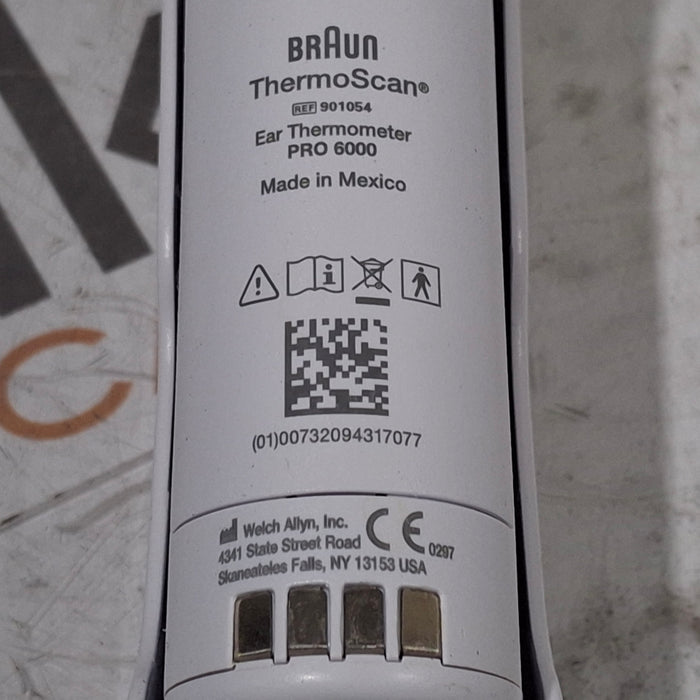 BRAUN
ThermoScan®
REF 901054
Ear Thermometer
PRO 6000
Made in Mexico
(01)00732094317077
Welch Allyn, Inc.
4341 State Street Road
Skaneateles Falls, NY 13153 USA
CE 0297